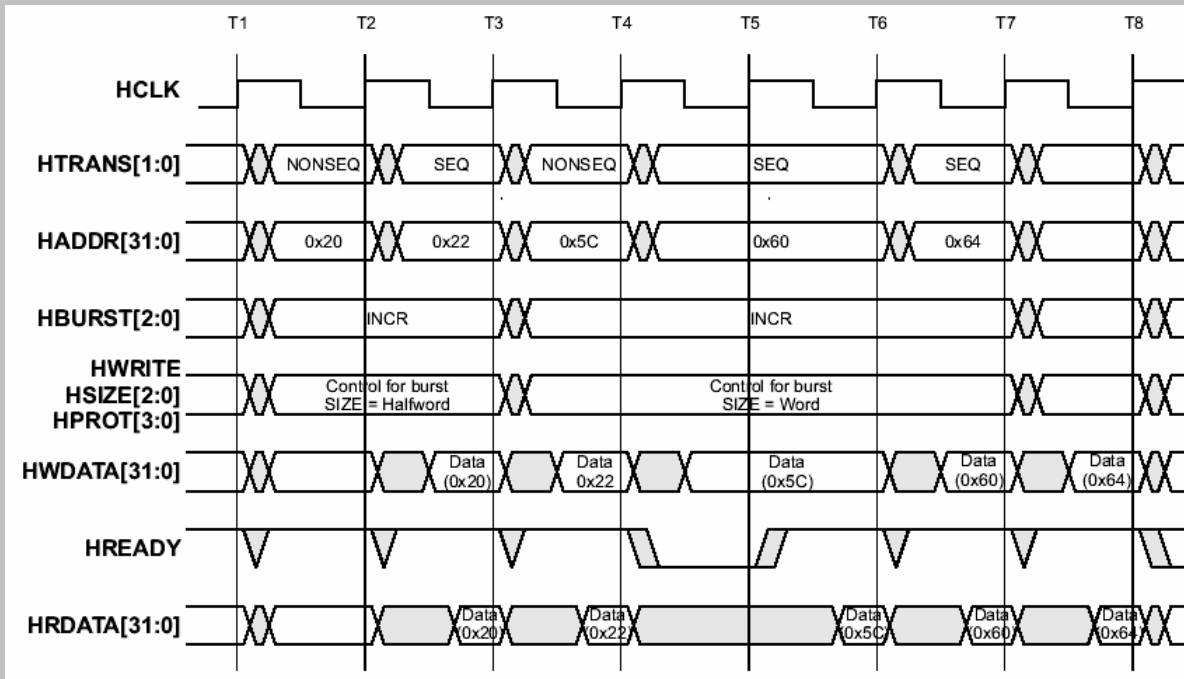 T1 T2 T3 T4 T5 T6 T7 T8
HCLK
HTRANS[1:0] NONSEQ SEQ NONSEQ SEQ SEQ
HADDR[31:0] 0x20 0x22 0x5C 0x60 0x64
HBURST[2:0] INCR INCR
HWRITE
HSIZE[2:0]
HPROT[3:0]
Control for burst
SIZE = Halfword
Control for burst
SIZE = Word
HWDATA[31:0]
Data
(0x20)
Data
0x22
Data
(0x5C)
Data
(0x60)
Data
(0x64)
HREADY
HRDATA[31:0]
Data
(0x20)
Data
(0x22)
Data
(0x5C)
Data
(0x60)
Data
(0x64)